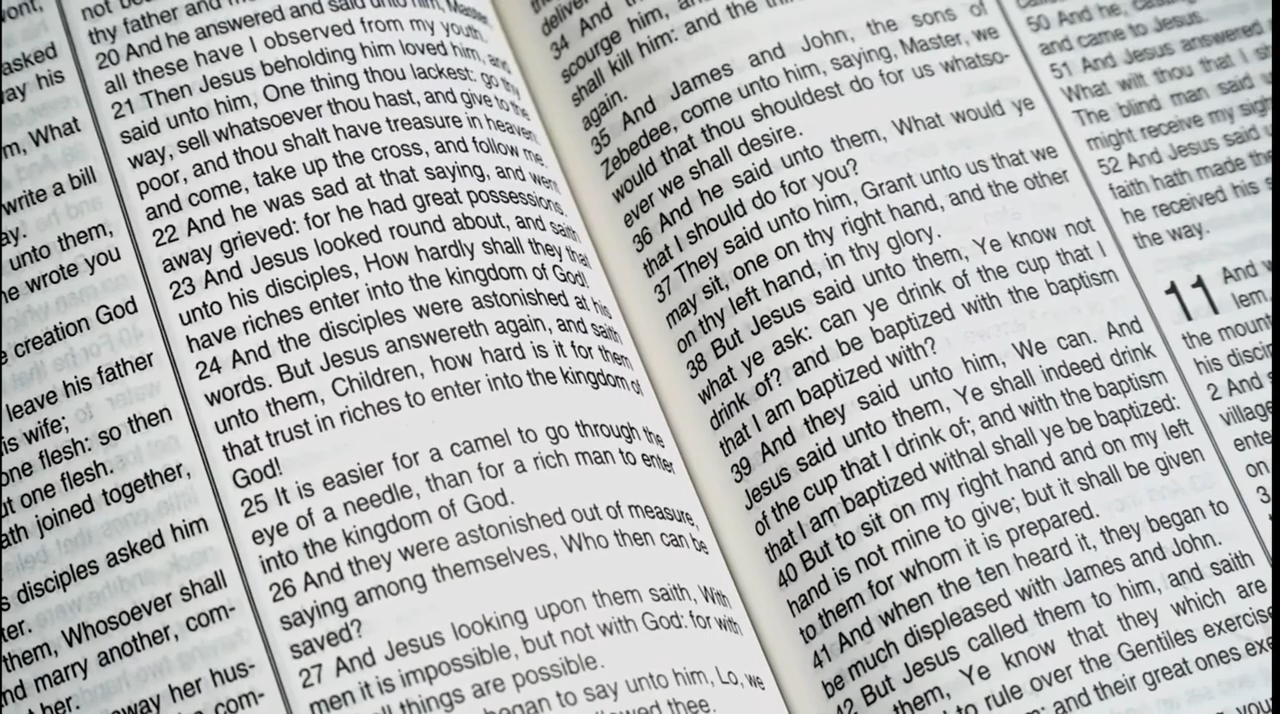 asked
ay his
m, What
write a bill
ay.
unto them,
he wrote you
creation God
leave his father
is wife;
one flesh: so then
ut one flesh.
ath joined together,
s disciples asked him
ter.
them, Whosoever shall
nd marry another, com-
her.
away her hus-
com-
thy father and
20 And he answered and said unto him, Master,
all these have I observed from my youth.
21 Then Jesus beholding him loved him, and
said unto him, One thing thou lackest: go thy
way, sell whatsoever thou hast, and give to the
poor, and thou shalt have treasure in heaven:
and come, take up the cross, and follow me.
22 And he was sad at that saying, and went
away grieved: for he had great possessions.
23 And Jesus looked round about, and saith
unto his disciples, How hardly shall they that
have riches enter into the kingdom of God!
24 And the disciples were astonished at his
words. But Jesus answereth again, and saith
unto them, Children, how hard is it for them
that trust in riches to enter into the kingdom of
God!
25 It is easier for a camel to go through the
eye of a needle, than for a rich man to enter
into the kingdom of God.
26 And they were astonished out of measure,
saying among themselves, Who then can be
saved?
27 And Jesus looking upon them saith, With
men it is impossible, but not with God: for with
all things are possible.
began to say unto him, Lo, we
lowed thee.
34 And
scourge him,
shall kill him: and the
again.
35 And James and John, the sons of
Zebedee, come unto him, saying, Master, we
would that thou shouldest do for us whatso-
ever we shall desire.
36 And he said unto them, What would ye
that I should do for you?
37 They said unto him, Grant unto us that we
may sit, one on thy right hand, and the other
on thy left hand, in thy glory.
38 But Jesus said unto them, Ye know not
what ye ask: can ye drink of the cup that I
drink of? and be baptized with the baptism
that I am baptized with?
39 And they said unto him, We can. And
Jesus said unto them, Ye shall indeed drink
of the cup that I drink of; and with the baptism
that I am baptized withal shall ye be baptized:
40 But to sit on my right hand and on my left
hand is not mine to give; but it shall be given
to them for whom it is prepared.
41 And when the ten heard it, they began to
be much displeased with James and John.
42 But Jesus called them to him, and saith
them, Ye know that they which are
to rule over the Gentiles exercise
and their great ones exe
50 And he, casting
and came to Jesus.
51 And Jesus answered
What wilt thou that I sh
The blind man said
might receive my sight
52 And Jesus said
faith hath made the
he received his s
the way.
11 And
lem,
the mount
his discip
2 And s
village
ente
on
3